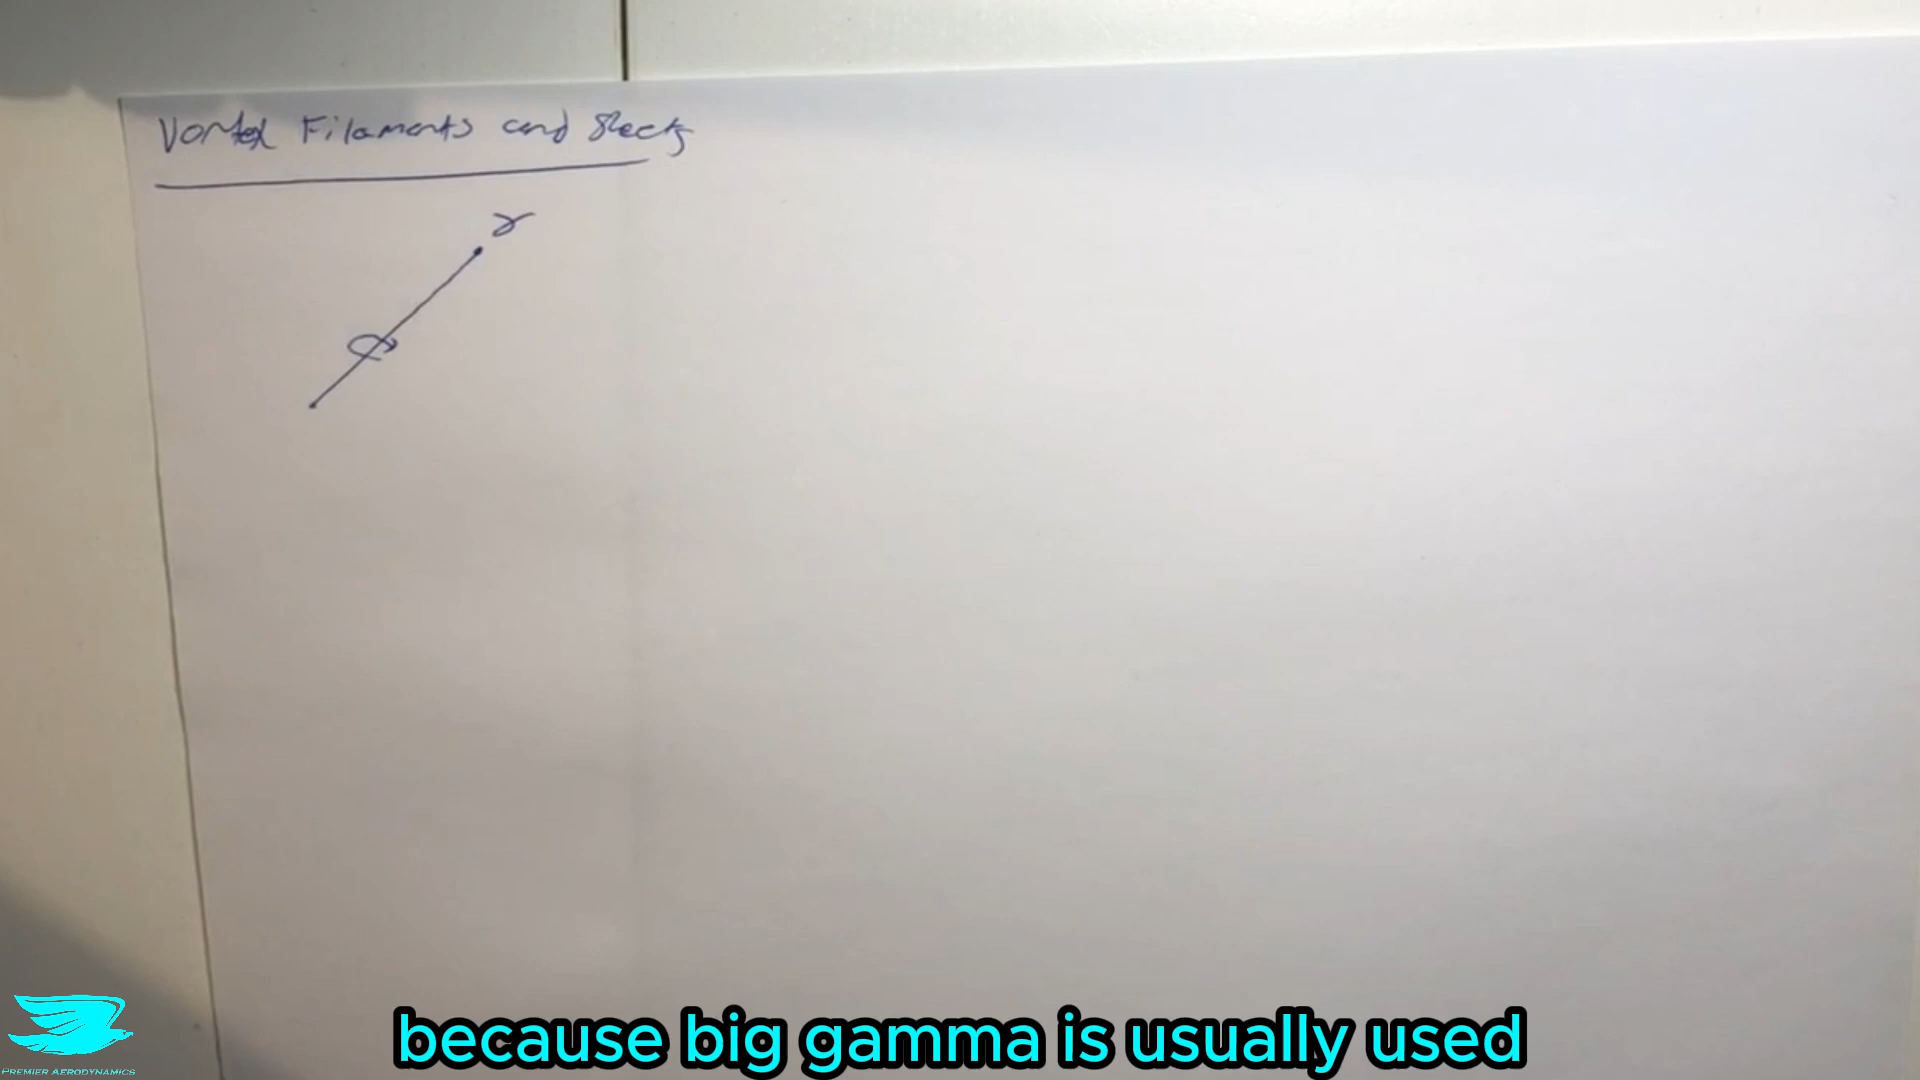 Vortex Filaments and Sheets
γ
because big gamma is usually used
PREMIER AERODYNAMICS